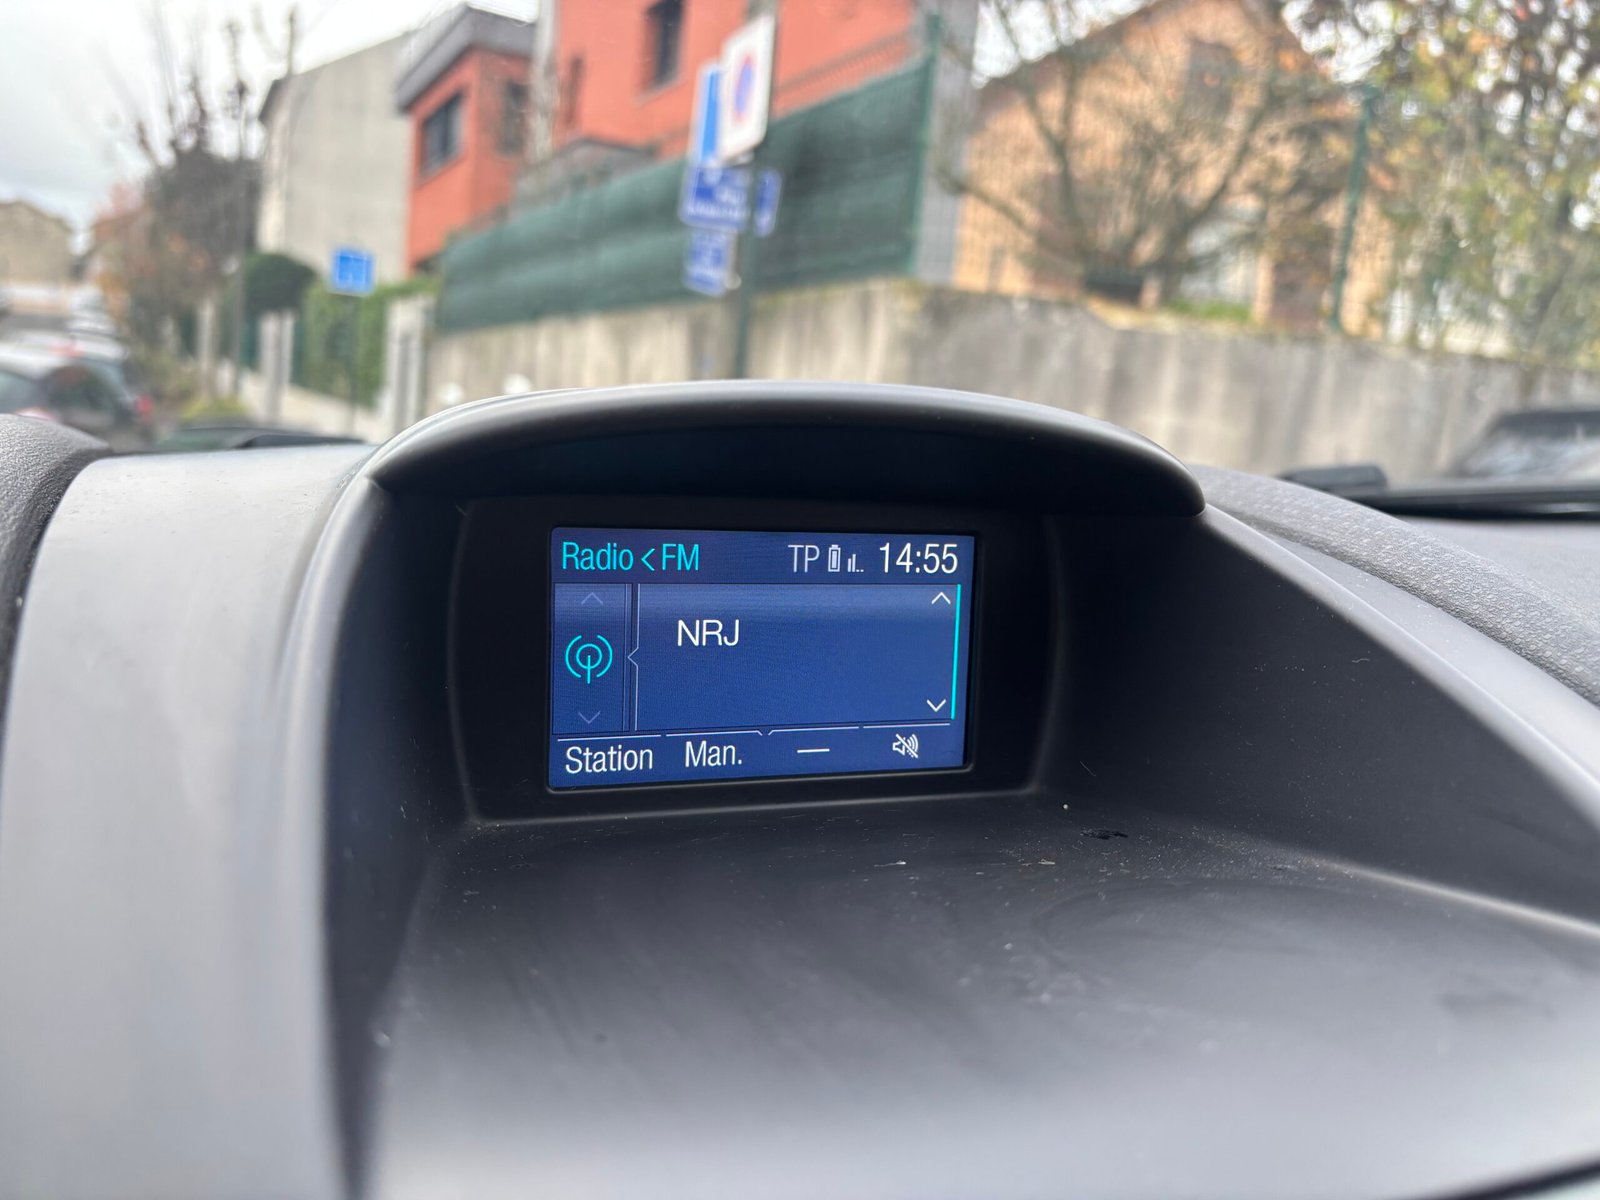 Radio < FM TP 14:55
NRJ
Station Man. —